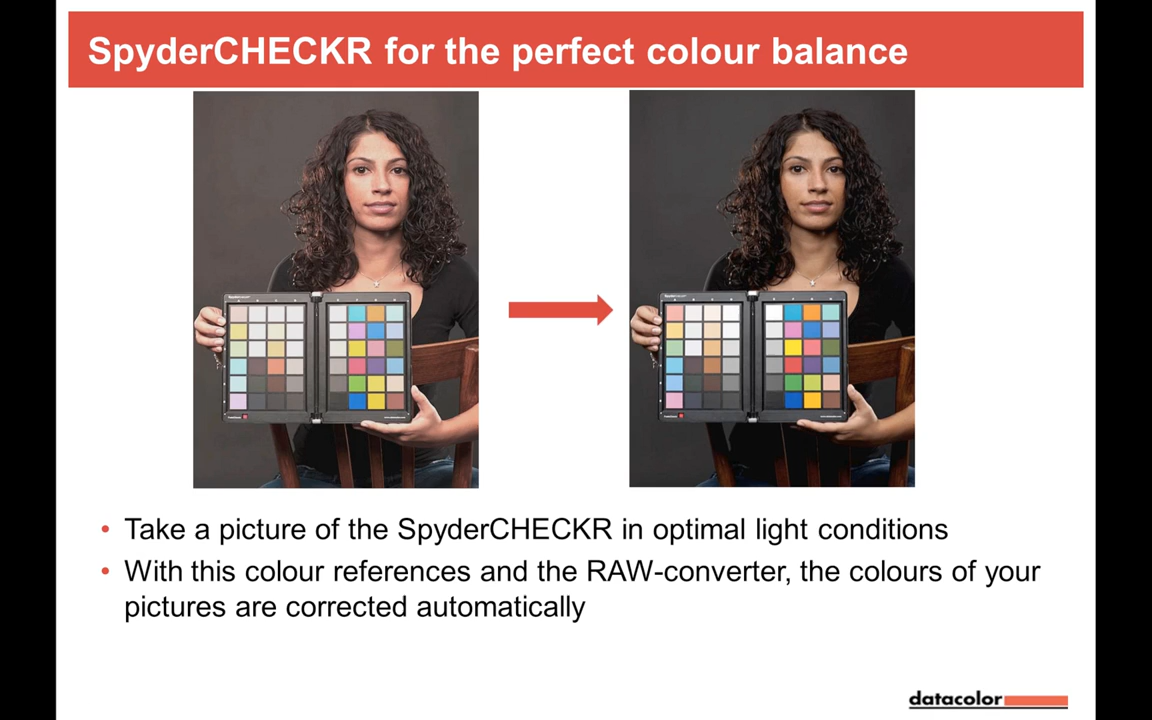 SpyderCHECKR for the perfect colour balance
• Take a picture of the SpyderCHECKR in optimal light conditions
• With this colour references and the RAW-converter, the colours of your
pictures are corrected automatically
datacolor